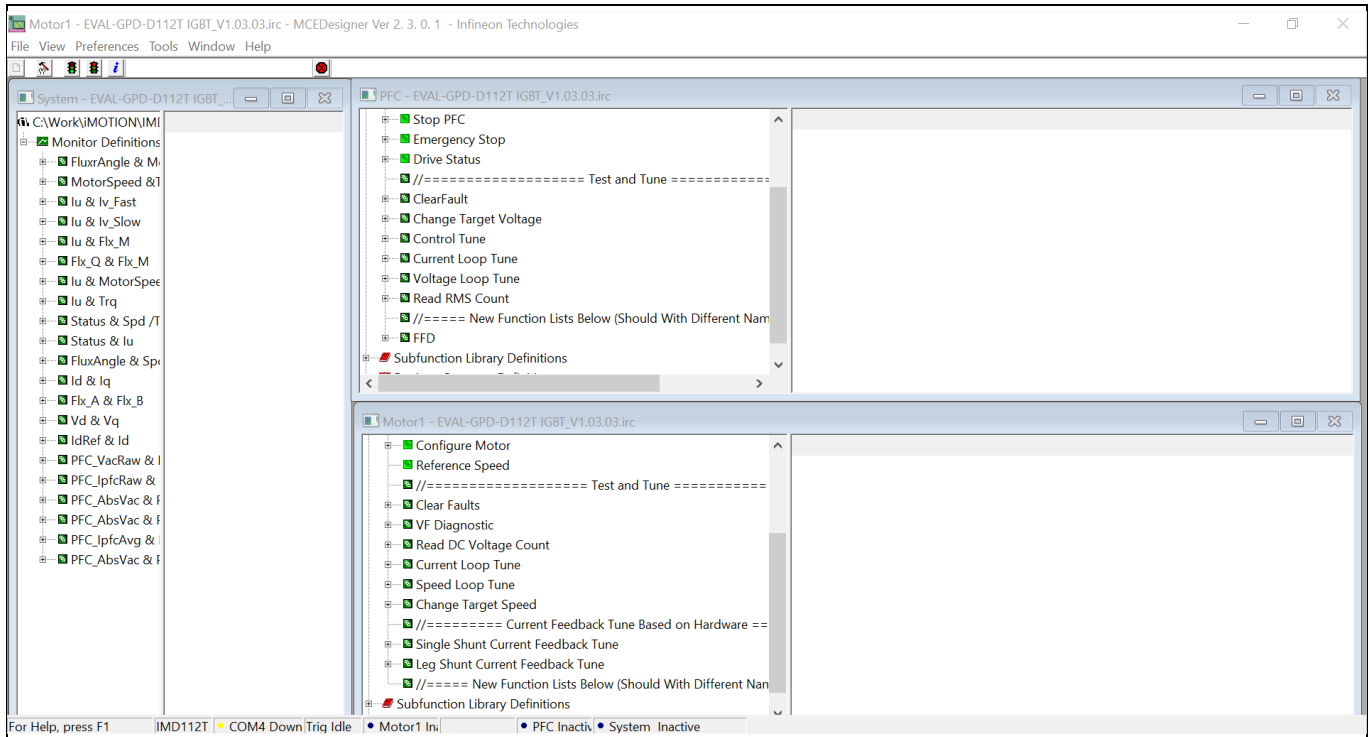 Motor1 - EVAL-GPD-D112T IGBT_V1.03.03.irc - MCEDesigner Ver 2. 3. 0. 1 - Infineon Technologies
File View Preferences Tools Window Help
System - EVAL-GPD-D112T IGBT_...
C:\Work\iMOTION\IMI
Monitor Definitions
FluxrAngle & M
MotorSpeed &T
Iu & Iv_Fast
Iu & Iv_Slow
Iu & Flx_M
Flx_Q & Flx_M
Iu & MotorSpee
Iu & Trq
Status & Spd /T
Status & Iu
FluxAngle & Spe
Id & Iq
Flx_A & Flx_B
Vd & Vq
IdRef & Id
PFC_VacRaw & I
PFC_IpfcRaw &
PFC_AbsVac & F
PFC_AbsVac & F
PFC_IpfcAvg &
PFC_AbsVac & F
PFC - EVAL-GPD-D112T IGBT_V1.03.03.irc
Stop PFC
Emergency Stop
Drive Status
//=================== Test and Tune ============
ClearFault
Change Target Voltage
Control Tune
Current Loop Tune
Voltage Loop Tune
Read RMS Count
//===== New Function Lists Below (Should With Different Nam
FFD
Subfunction Library Definitions
Motor1 - EVAL-GPD-D112T IGBT_V1.03.03.irc
Configure Motor
Reference Speed
//=================== Test and Tune ===========
Clear Faults
VF Diagnostic
Read DC Voltage Count
Current Loop Tune
Speed Loop Tune
Change Target Speed
//========= Current Feedback Tune Based on Hardware ==
Single Shunt Current Feedback Tune
Leg Shunt Current Feedback Tune
//===== New Function Lists Below (Should With Different Nan
Subfunction Library Definitions
For Help, press F1 IMD112T COM4 Down Trig Idle Motor1 Ina PFC Inactiv System Inactive